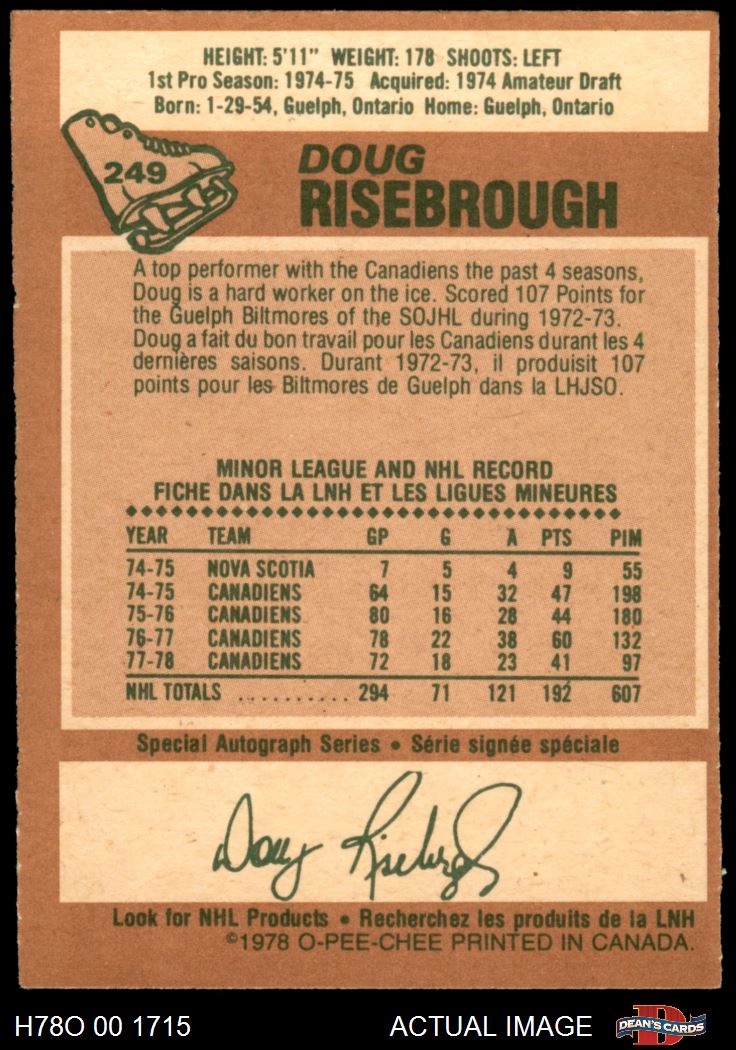 HEIGHT: 5'11" WEIGHT: 178 SHOOTS: LEFT
1st Pro Season: 1974-75 Acquired: 1974 Amateur Draft
Born: 1-29-54, Guelph, Ontario Home: Guelph, Ontario
249
DOUG
RISEBROUGH
A top performer with the Canadiens the past 4 seasons,
Doug is a hard worker on the ice. Scored 107 Points for
the Guelph Biltmores of the SOJHL during 1972-73.
Doug a fait du bon travail pour les Canadiens durant les 4
dernières saisons. Durant 1972-73, il produisit 107
points pour les Biltmores de Guelph dans la LHJSO.
MINOR LEAGUE AND NHL RECORD
FICHE DANS LA LNH ET LES LIGUES MINEURES
YEAR TEAM GP G A PTS PIM
74-75 NOVA SCOTIA 7 5 4 9 55
74-75 CANADIENS 64 15 32 47 198
75-76 CANADIENS 80 16 28 44 180
76-77 CANADIENS 78 22 38 60 132
77-78 CANADIENS 72 18 23 41 97
NHL TOTALS .......... 294 71 121 192 607
Special Autograph Series • Série signée spéciale
Doug Risebrough
Look for NHL Products • Recherchez les produits de la LNH
©1978 O-PEE-CHEE PRINTED IN CANADA.
H78O 00 1715 ACTUAL IMAGE D DEAN'S CARDS